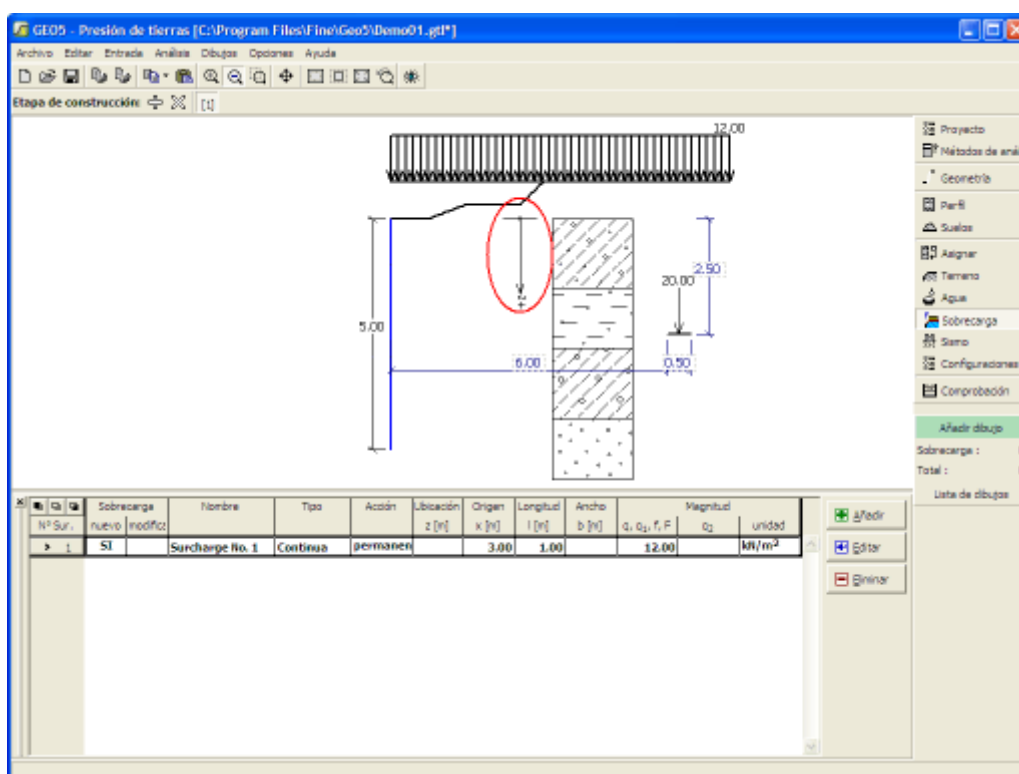 GEO5 - Presión de tierras [C:\Program Files\Fine\Geo5\Demo01.gtl*]
Archivo Editar Entrada Análisis Dibujos Opciones Ayuda
Etapa de construcción: [1]
12,00
5.00
+z
20,00
2.50
6.00
0.50
Proyecto
Métodos de aná
Geometría
Perfil
Suelos
Asignar
Terreno
Agua
Sobrecarga
Sismo
Configuraciones
Comprobación
Añadir dibujo
Sobrecarga :
Total :
Lista de dibujos
Sobrecarga Nombre Tipo Acción Ubicación Origen Longitud Ancho Magnitud
Nº Sur. nuevo modifica z [m] x [m] l [m] b [m] q, q1, f, F q2 unidad
1 SI Surcharge No. 1 Continua permanen 3.00 1.00 12.00 kN/m²
Añadir
Editar
Eliminar